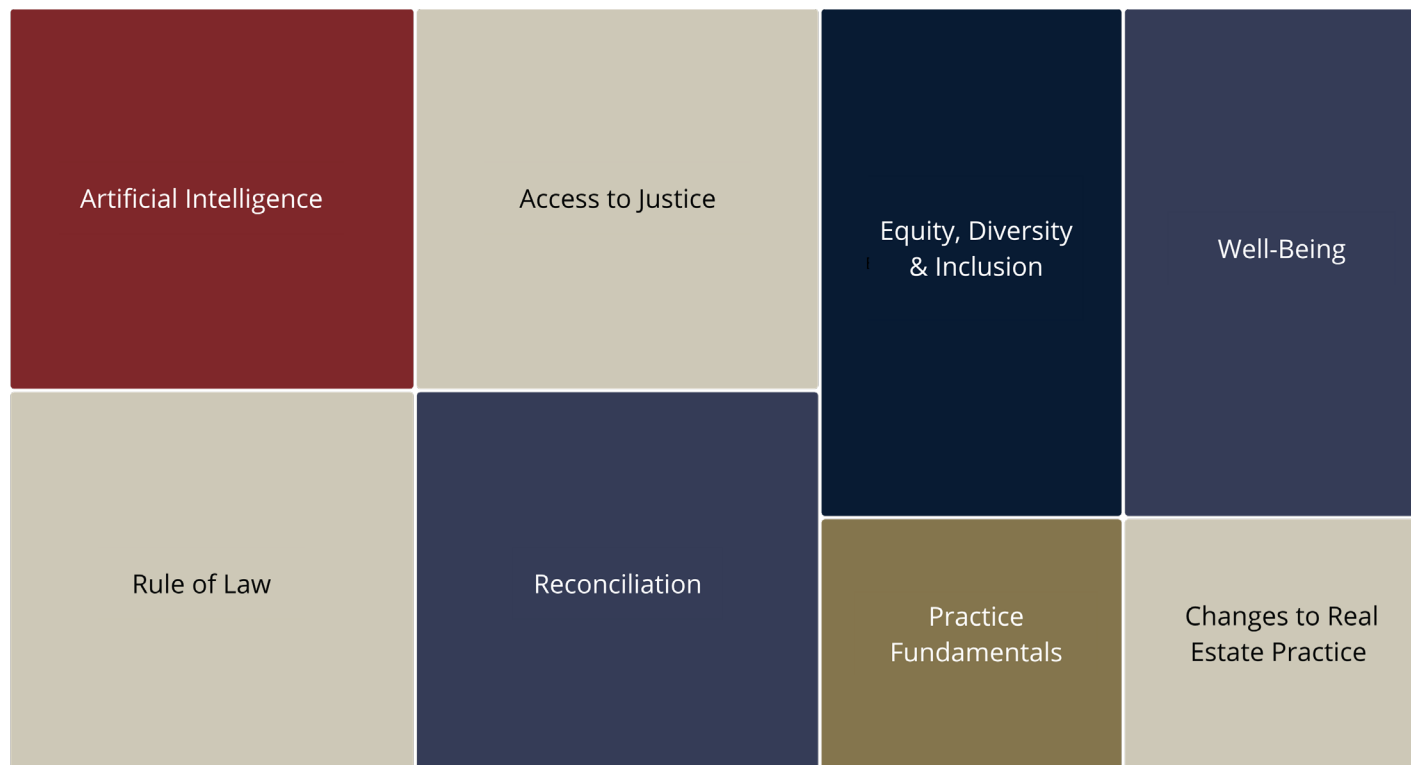 Artificial Intelligence
Access to Justice
Equity, Diversity
& Inclusion
Well-Being
Rule of Law
Reconciliation
Practice
Fundamentals
Changes to Real
Estate Practice